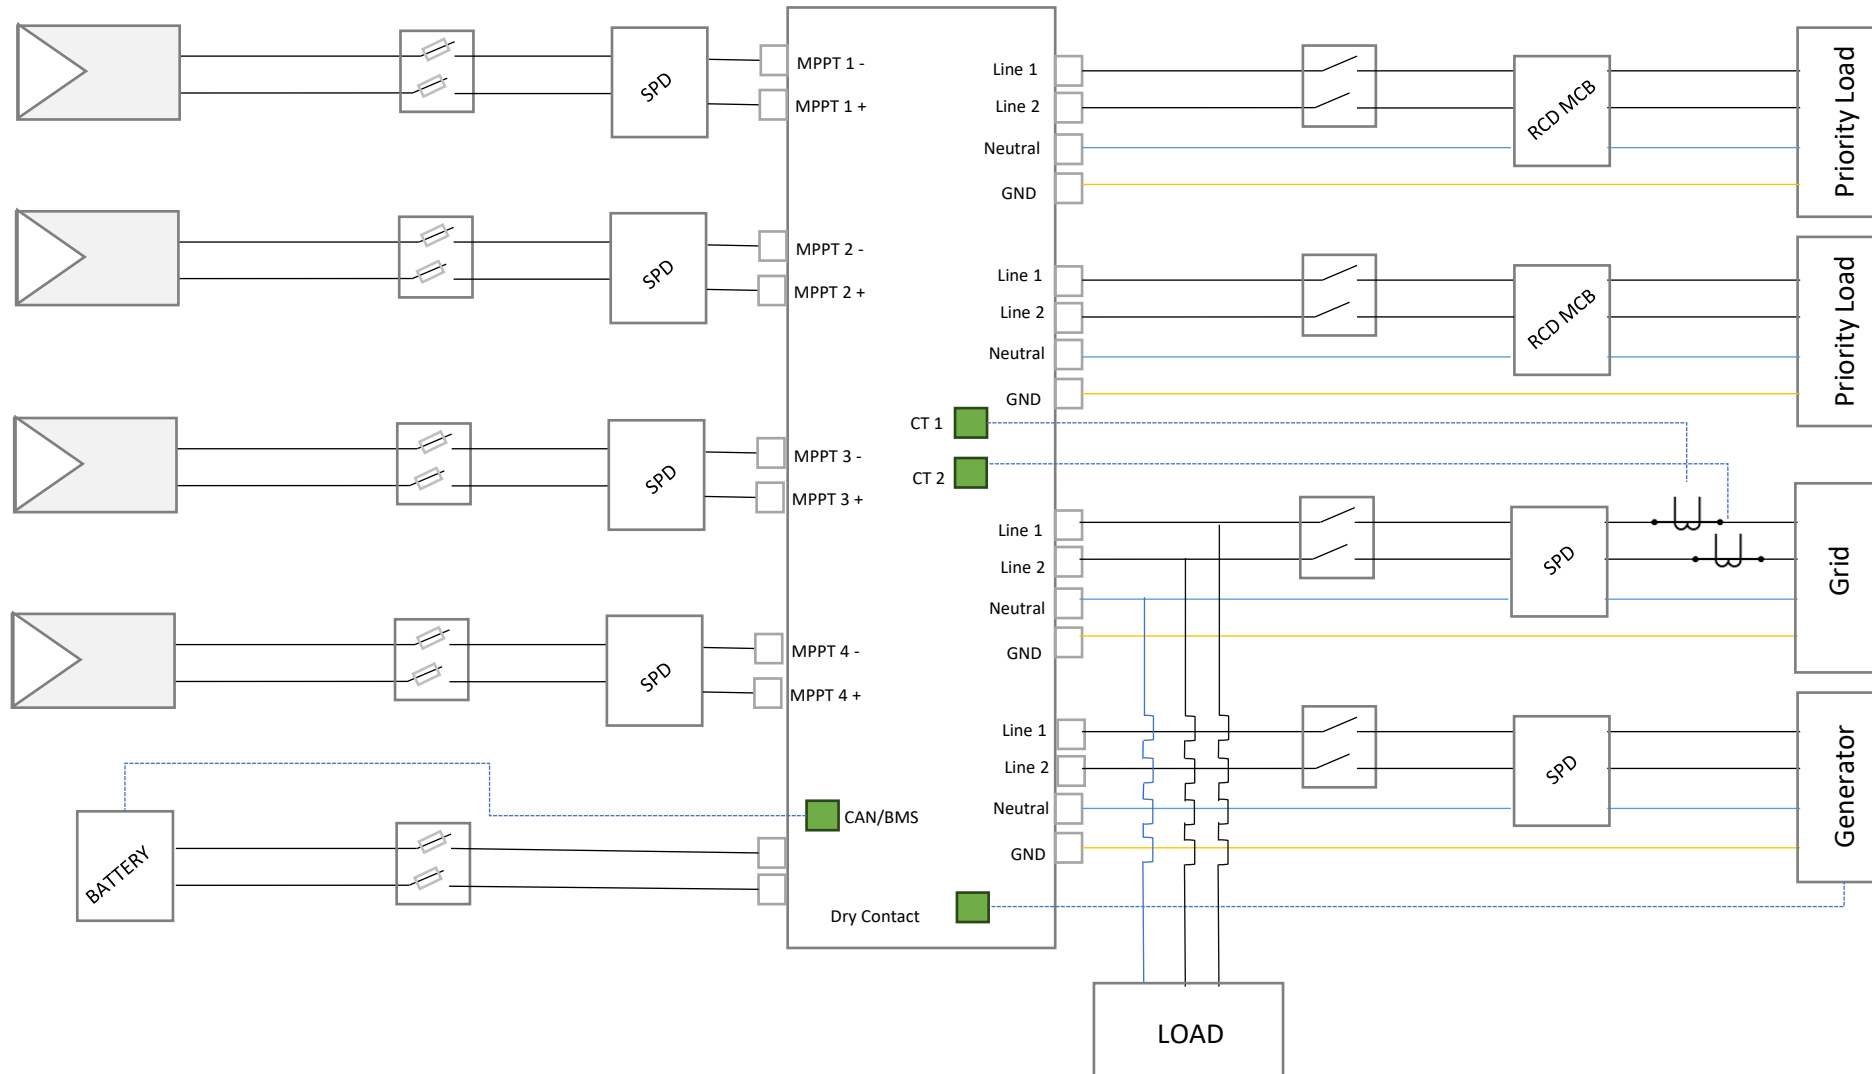 SPD
MPPT 1 -
MPPT 1 +
Line 1
Line 2
Neutral
GND
RCD MCB
Priority Load
SPD
MPPT 2 -
MPPT 2 +
Line 1
Line 2
Neutral
GND
RCD MCB
Priority Load
CT 1
CT 2
SPD
MPPT 3 -
MPPT 3 +
Line 1
Line 2
Neutral
GND
SPD
Grid
SPD
MPPT 4 -
MPPT 4 +
Line 1
Line 2
Neutral
GND
SPD
Generator
BATTERY
CAN/BMS
Dry Contact
LOAD